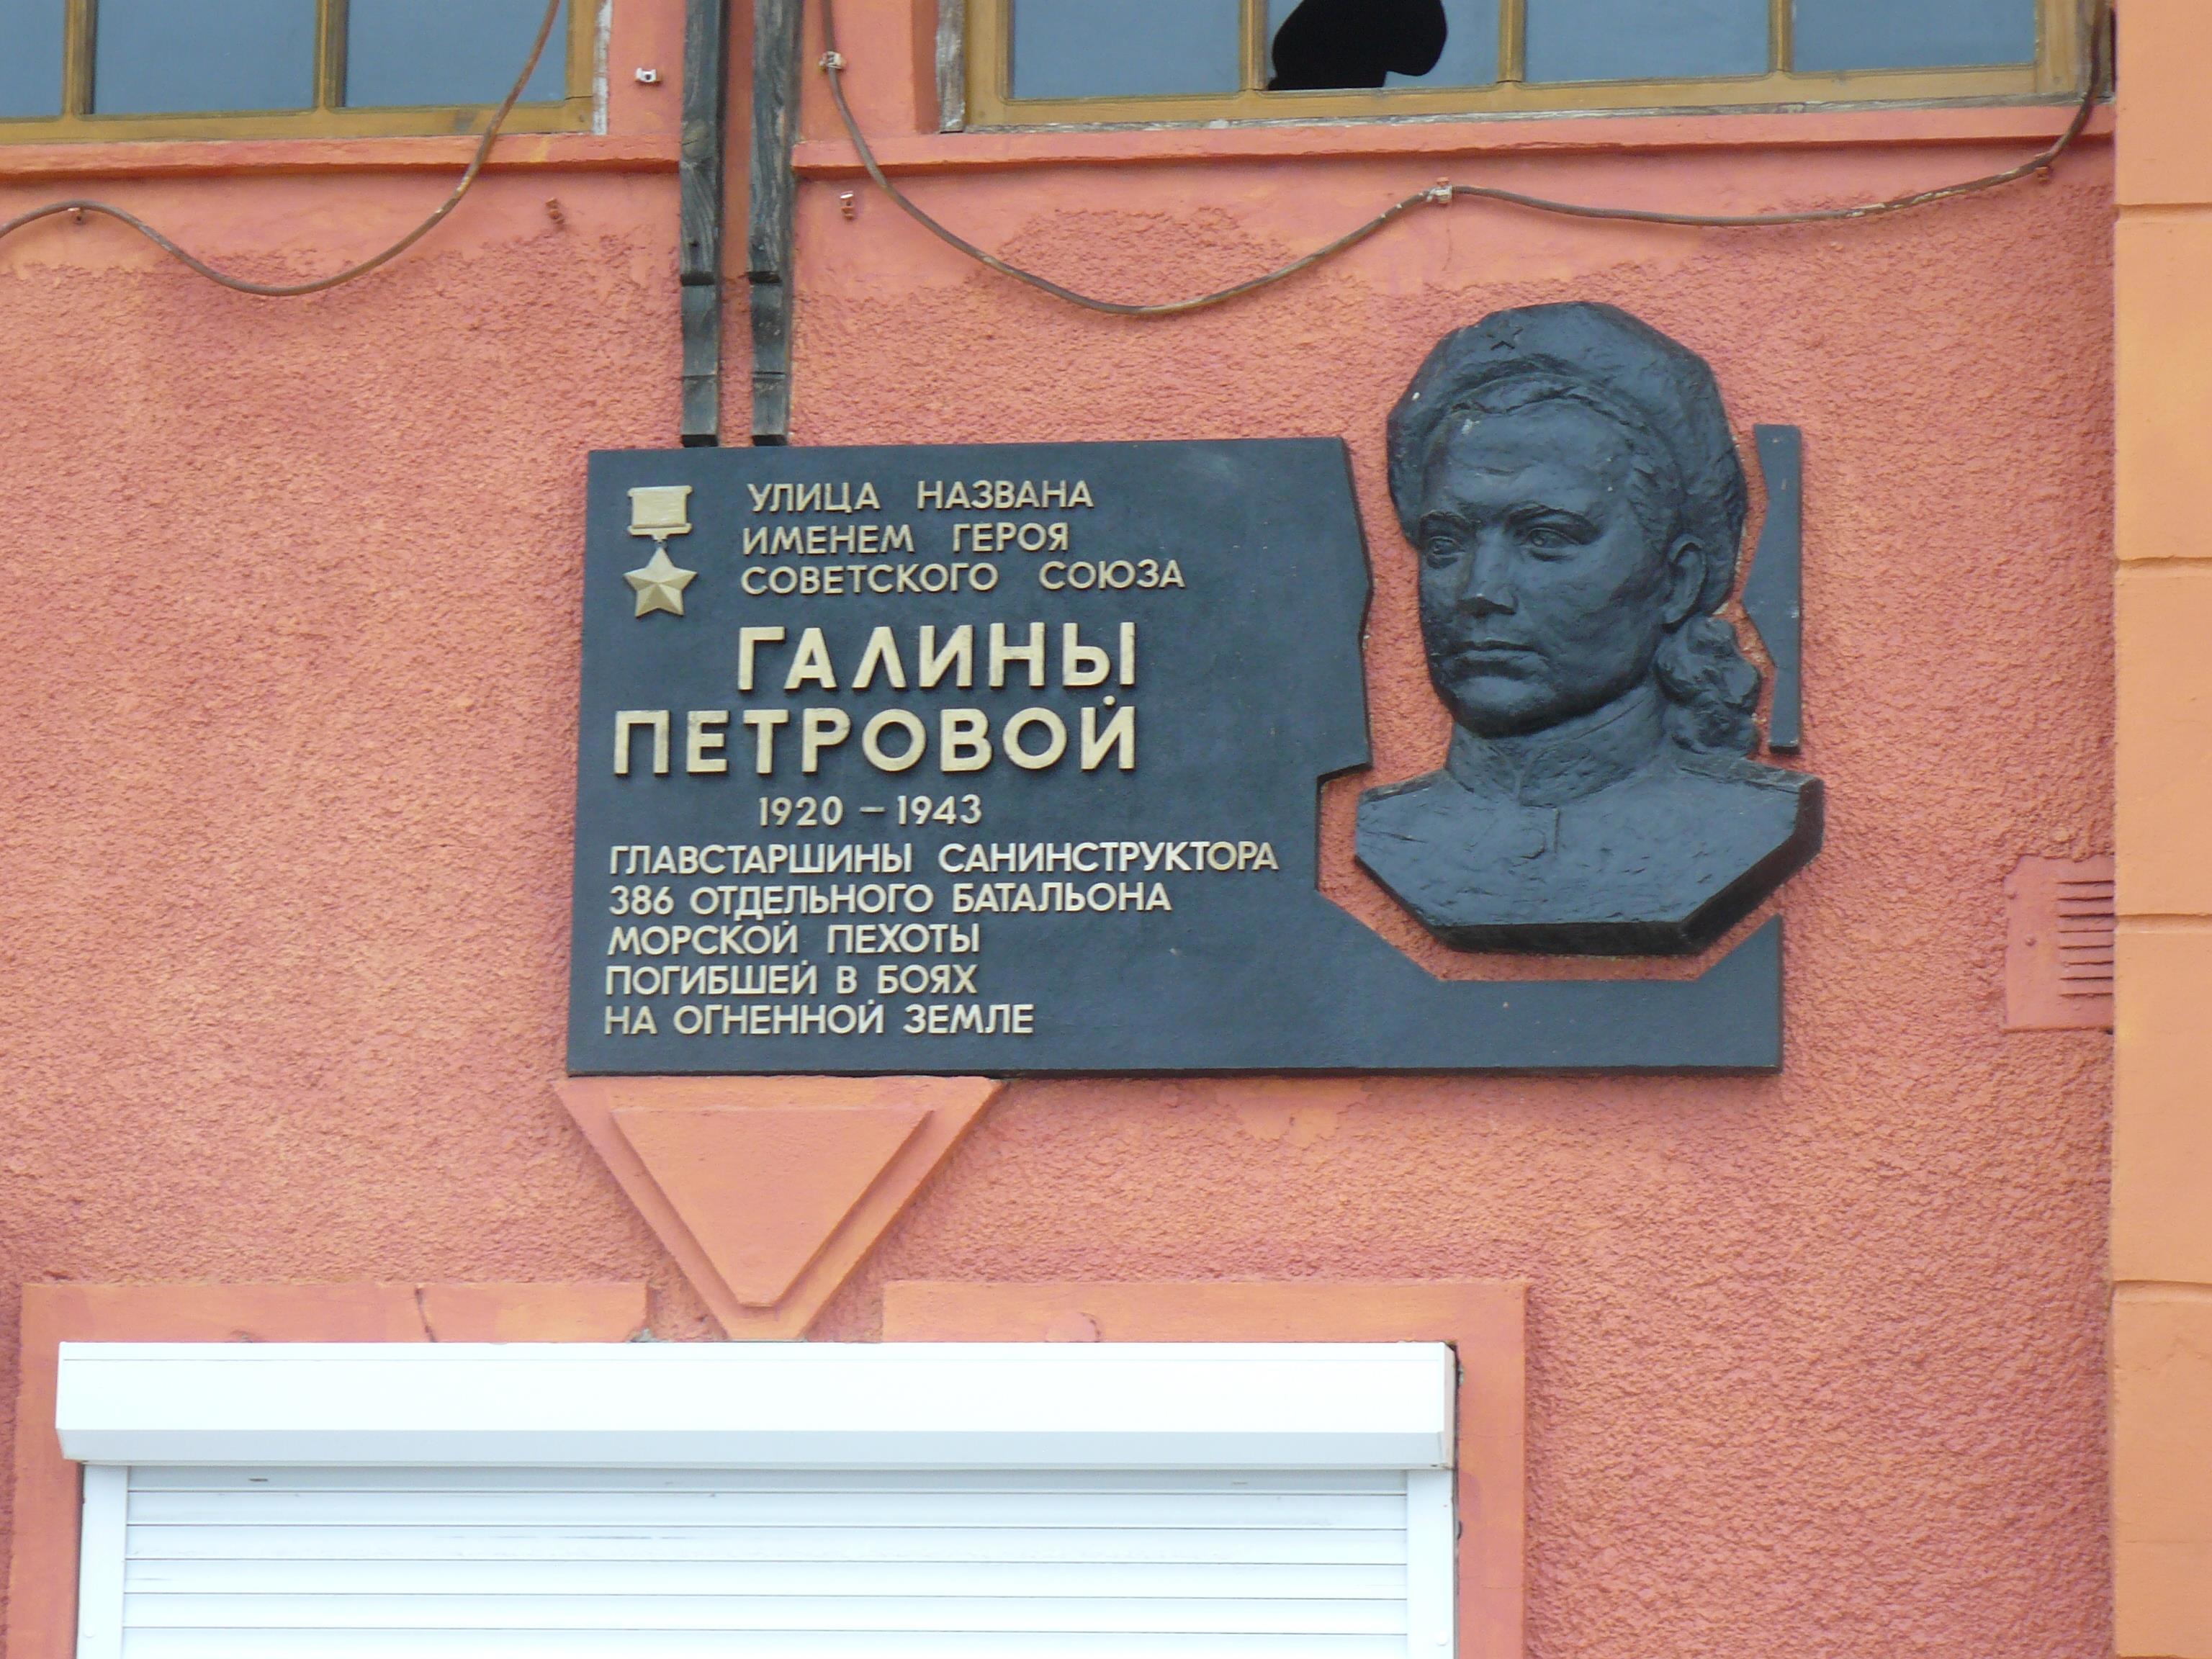 УЛИЦА НАЗВАНА
ИМЕНЕМ ГЕРОЯ
СОВЕТСКОГО СОЮЗА
ГАЛИНЫ
ПЕТРОВОЙ
1920 – 1943
ГЛАВСТАРШИНЫ САНИНСТРУКТОРА
386 ОТДЕЛЬНОГО БАТАЛЬОНА
МОРСКОЙ ПЕХОТЫ
ПОГИБШЕЙ В БОЯХ
НА ОГНЕННОЙ ЗЕМЛЕ